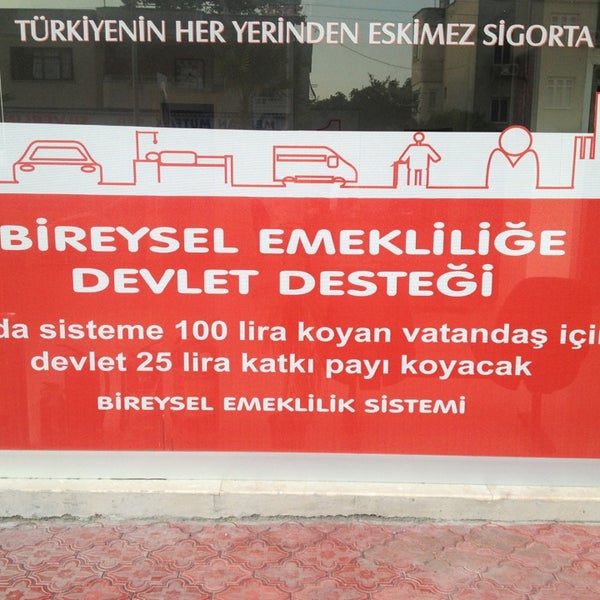 TÜRKİYENİN HER YERİNDEN ESKİMEZ SİGORTA
BİREYSEL EMEKLİLİĞE
DEVLET DESTEĞİ
da sisteme 100 lira koyan vatandaş için
devlet 25 lira katkı payı koyacak
BİREYSEL EMEKLİLİK SİSTEMİ